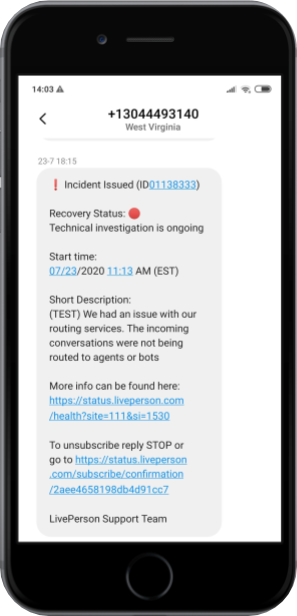 14:03
+13044493140
West Virginia
23-7 18:15
❗ Incident Issued (ID01138333)
Recovery Status: 🔴
Technical investigation is ongoing
Start time:
07/23/2020 11:13 AM (EST)
Short Description:
(TEST) We had an issue with our
routing services. The incoming
conversations were not being
routed to agents or bots
More info can be found here:
https://status.liveperson.com
/health?site=111&si=1530
To unsubscribe reply STOP or
go to https://status.liveperson
.com/subscribe/confirmation
/2aee4658198db4d91cc7
LivePerson Support Team